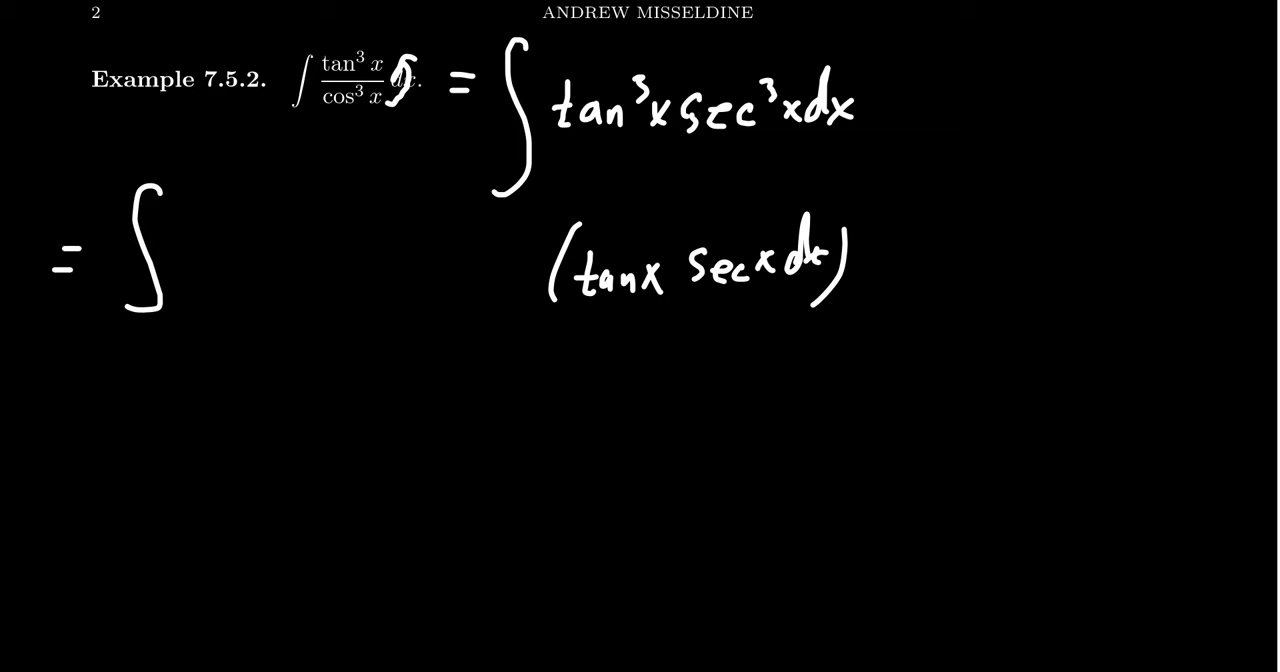 2 ANDREW MISSELDINE
Example 7.5.2. ∫ tan³ x / cos³ x dx. = ∫ tan³x sec³x dx
= ∫ (tanx secx dx)